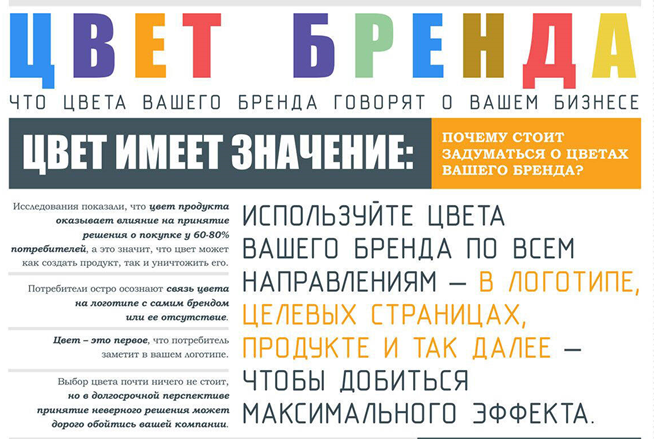 ЦВЕТ БРЕНДА
ЧТО ЦВЕТА ВАШЕГО БРЕНДА ГОВОРЯТ О ВАШЕМ БИЗНЕСЕ
ЦВЕТ ИМЕЕТ ЗНАЧЕНИЕ:
ПОЧЕМУ СТОИТ
ЗАДУМАТЬСЯ О ЦВЕТАХ
ВАШЕГО БРЕНДА?
Исследования показали, что цвет продукта
оказывает влияние на принятие
решения о покупке у 60-80%
потребителей, а это значит, что цвет может
как создать продукт, так и уничтожить его.
Потребители остро осознают связь цвета
на логотипе с самим брендом
или ее отсутствие.
Цвет – это первое, что потребитель
заметит в вашем логотипе.
Выбор цвета почти ничего не стоит,
но в долгосрочной перспективе
принятие неверного решения может
дорого обойтись вашей компании.
ИСПОЛЬЗУЙТЕ ЦВЕТА
ВАШЕГО БРЕНДА ПО ВСЕМ
НАПРАВЛЕНИЯМ – В ЛОГОТИПЕ,
ЦЕЛЕВЫХ СТРАНИЦАХ,
ПРОДУКТЕ И ТАК ДАЛЕЕ –
ЧТОБЫ ДОБИТЬСЯ
МАКСИМАЛЬНОГО ЭФФЕКТА.